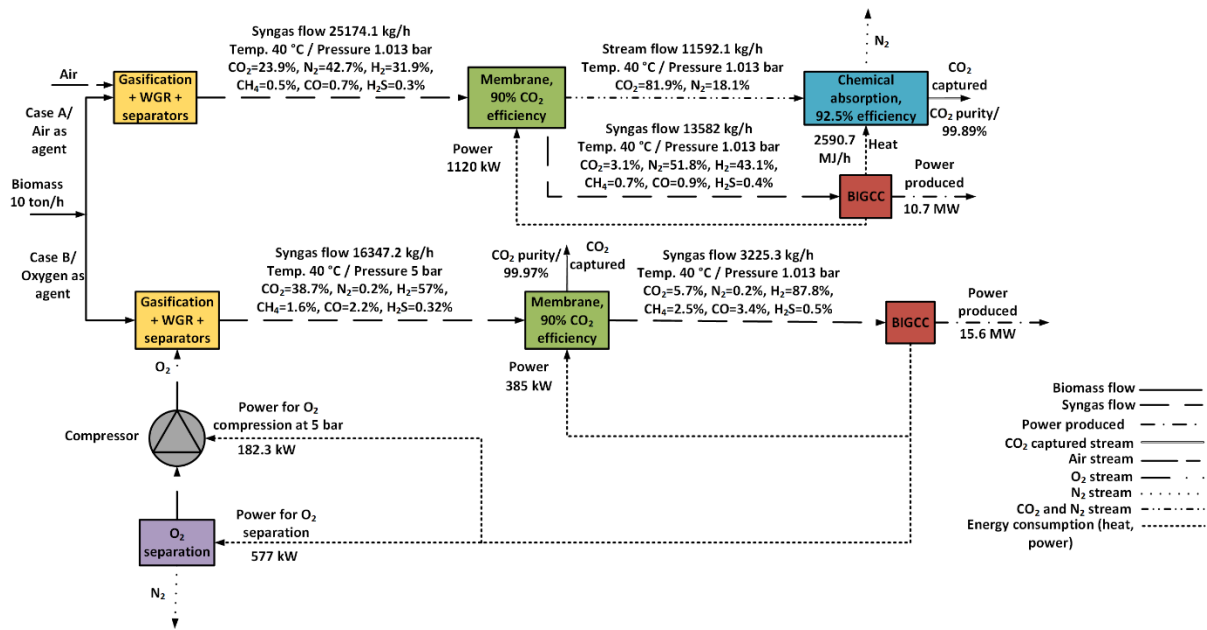 Syngas flow 25174.1 kg/h
Temp. 40 °C / Pressure 1.013 bar
CO₂=23.9%, N₂=42.7%, H₂=31.9%,
CH₄=0.5%, CO=0.7%, H₂S=0.3%
Stream flow 11592.1 kg/h
Temp. 40 °C / Pressure 1.013 bar
CO₂=81.9%, N₂=18.1%
N₂
Air
Gasification
+ WGR +
separators
Membrane,
90% CO₂
efficiency
Chemical
absorption,
92.5% efficiency
CO₂
captured
CO₂ purity/
99.89%
Case A/
Air as
agent
Power
1120 kW
Syngas flow 13582 kg/h
Temp. 40 °C / Pressure 1.013 bar
CO₂=3.1%, N₂=51.8%, H₂=43.1%,
CH₄=0.7%, CO=0.9%, H₂S=0.4%
2590.7
MJ/h
Heat
BIGCC
Power
produced
10.7 MW
Biomass
10 ton/h
Case B/
Oxygen as
agent
Syngas flow 16347.2 kg/h
Temp. 40 °C / Pressure 5 bar
CO₂=38.7%, N₂=0.2%, H₂=57%,
CH₄=1.6%, CO=2.2%, H₂S=0.32%
CO₂ purity/
99.97%
CO₂
captured
Syngas flow 3225.3 kg/h
Temp. 40 °C / Pressure 1.013 bar
CO₂=5.7%, N₂=0.2%, H₂=87.8%,
CH₄=2.5%, CO=3.4%, H₂S=0.5%
Gasification
+ WGR +
separators
Membrane,
90% CO₂
efficiency
BIGCC
Power
produced
15.6 MW
O₂
Power
385 kW
Compressor
Power for O₂
compression at 5 bar
182.3 kW
O₂
separation
Power for O₂
separation
577 kW
N₂
Biomass flow
Syngas flow
Power produced
CO₂ captured stream
Air stream
O₂ stream
N₂ stream
CO₂ and N₂ stream
Energy consumption (heat,
power)